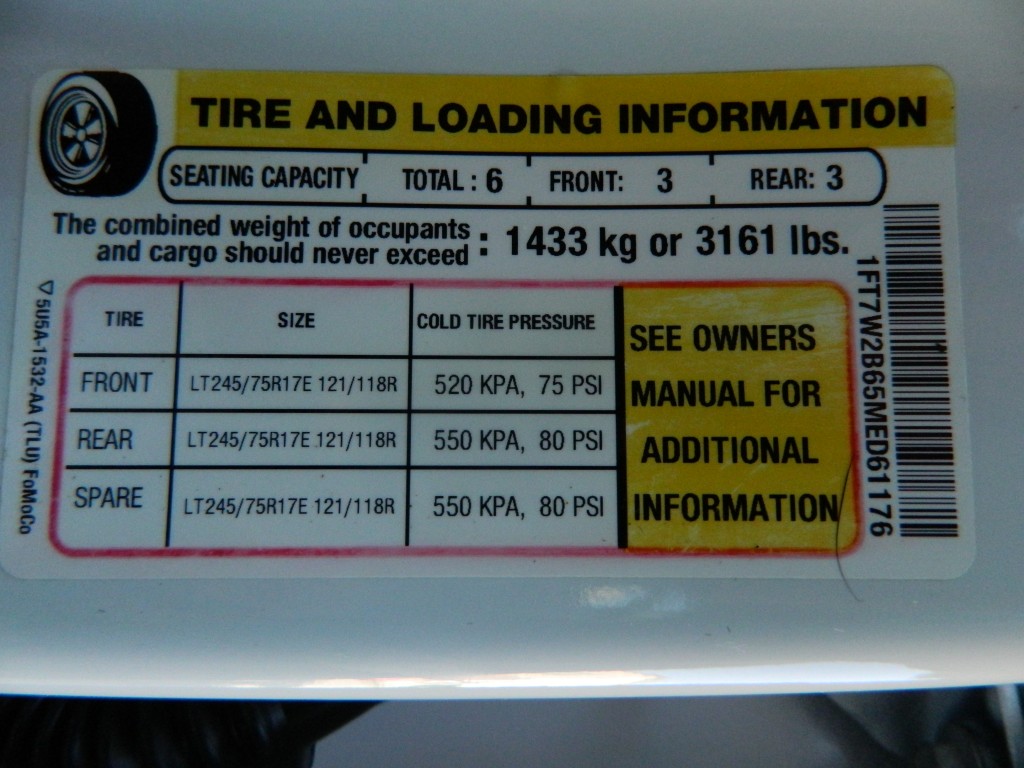 TIRE AND LOADING INFORMATION
SEATING CAPACITY TOTAL : 6 FRONT: 3 REAR: 3
The combined weight of occupants
and cargo should never exceed : 1433 kg or 3161 lbs.
TIRE SIZE COLD TIRE PRESSURE
FRONT LT245/75R17E 121/118R 520 KPA, 75 PSI
REAR LT245/75R17E 121/118R 550 KPA, 80 PSI
SPARE LT245/75R17E 121/118R 550 KPA, 80 PSI
SEE OWNERS
MANUAL FOR
ADDITIONAL
INFORMATION
1FT7W2B65MED61176
5U5A-1532-AA (TLU) FoMoCo